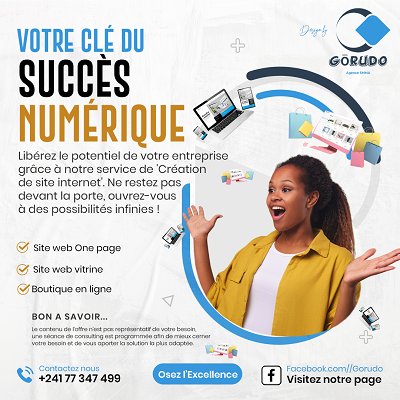 Design by
GŌRUDO
VOTRE CLÉ DU
SUCCÈS
NUMÉRIQUE
Libérez le potentiel de votre entreprise
grâce à notre service de 'Création
de site internet'. Ne restez pas
devant la porte, ouvrez-vous
à des possibilités infinies !
Site web One page
Site web vitrine
Boutique en ligne
BON A SAVOIR...
Le contenu de l'offre n'est pas représentatif de votre besoin,
une séance de consulting est programmée afin de mieux cerner
votre besoin et de vous aporter la solution la plus adaptée.
Contactez nous
+241 77 347 499
Osez l'Excellence
Facebook.com//Gorudo
Visitez notre page